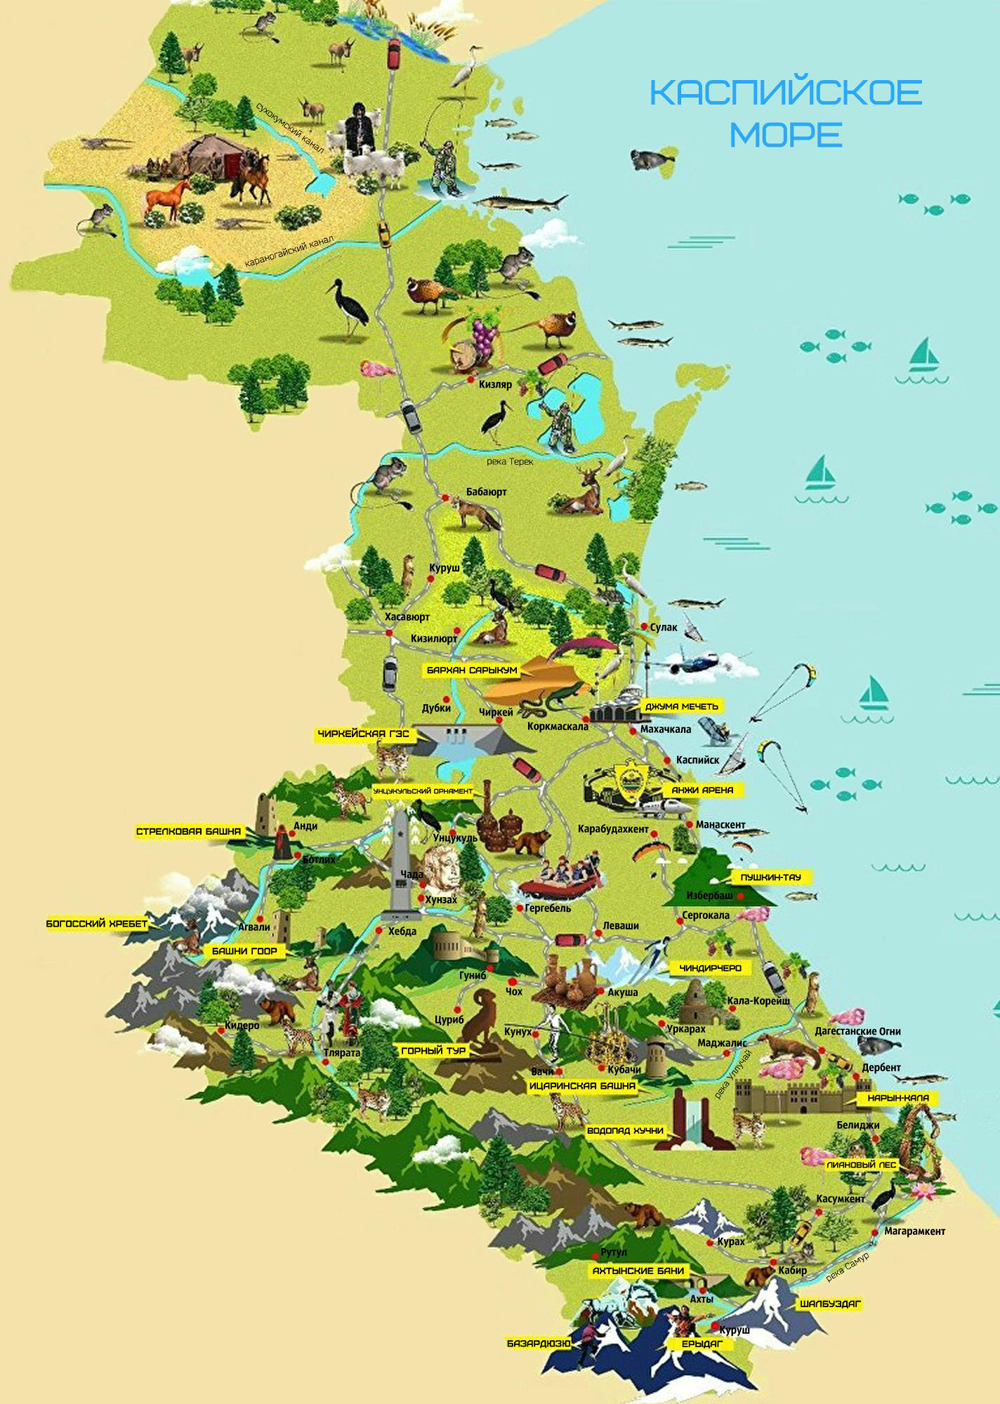 КАСПИЙСКОЕ
МОРЕ
сухокумский канал
караногайский канал
Кизляр
река Терек
Бабаюрт
Куруш
Хасавюрт
Кизилюрт
Сулак
БАРХАН САРЫКУМ
Дубки
Чиркей
Коркмаскала
ДЖУМА МЕЧЕТЬ
Махачкала
ЧИРКЕЙСКАЯ ГЭС
Каспийск
УНЦУКУЛЬСКИЙ ОРНАМЕНТ
АНЖИ АРЕНА
СТРЕЛКОВАЯ БАШНЯ
Анди
Унцукуль
Карабудахкент
Манаскент
Ботлих
Чада
ПУШКИН-ТАУ
Хунзах
Избербаш
Гергебель
Сергокала
БОГОССКИЙ ХРЕБЕТ
Агвали
Хебда
Леваши
БАШНИ ГООР
Гуниб
ЧИНДИРЧЕРО
Чох
Акуша
Кала-Корейш
Кидеро
Цуриб
Кунух
Уркарах
Дагестанские Огни
Тлярата
ГОРНЫЙ ТУР
Маджалис
Вачи
Кубачи
Дербент
ИЦАРИНСКАЯ БАШНЯ
река Уллучай
НАРЫН-КАЛА
ВОДОПАД ХУЧНИ
Белиджи
ЛИАНОВЫЙ ЛЕС
Касумкент
Магарамкент
Курах
Рутул
Кабир
река Самур
АХТЫНСКИЕ БАНИ
Ахты
ШАЛБУЗДАГ
Куруш
БАЗАРДЮЗЮ
ЕРЫДАГ